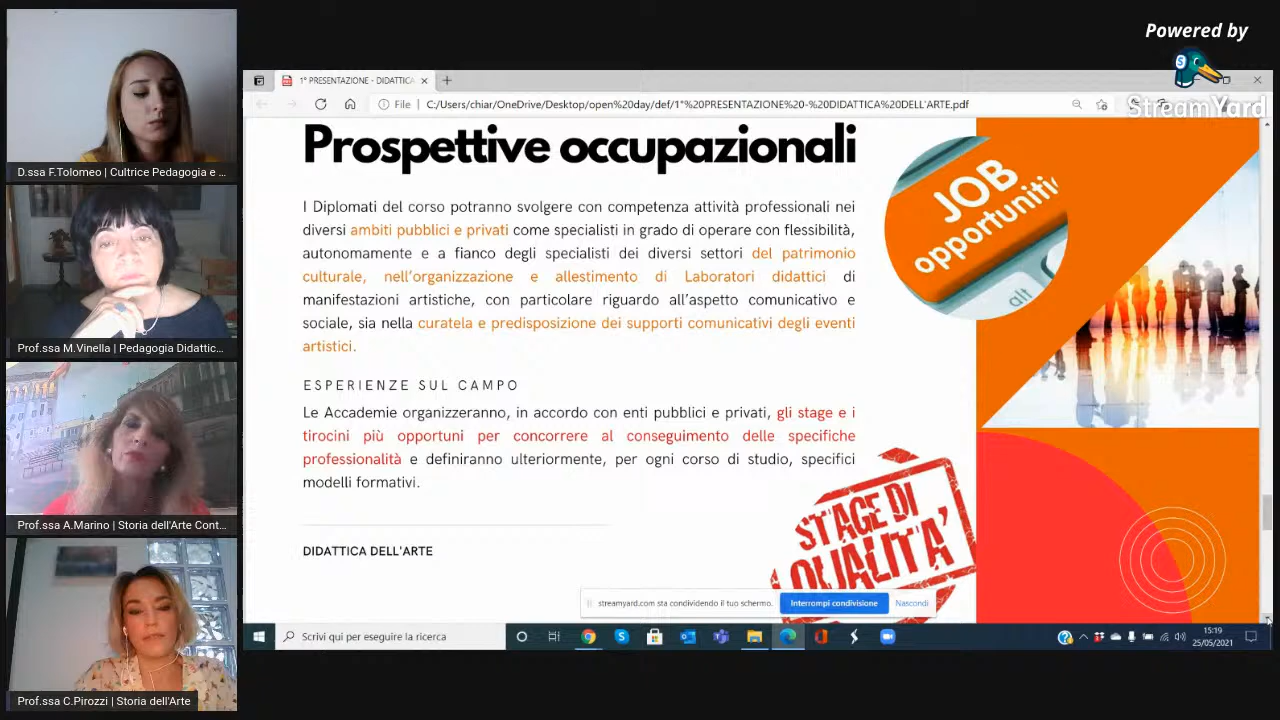 Powered by
StreamYard
D.ssa F.Tolomeo | Cultrice Pedagogia e ...
Prof.ssa M.Vinella | Pedagogia Didattic...
Prof.ssa A.Marino | Storia dell'Arte Cont...
Prof.ssa C.Pirozzi | Storia dell'Arte
1° PRESENTAZIONE - DIDATTICA
File
C:/Users/chiar/OneDrive/Desktop/open%20day/def/1°%20PRESENTAZIONE%20-%20DIDATTICA%20DELL'ARTE.pdf
Prospettive occupazionali
I Diplomati del corso potranno svolgere con competenza attività professionali nei
diversi ambiti pubblici e privati come specialisti in grado di operare con flessibilità,
autonomamente e a fianco degli specialisti dei diversi settori del patrimonio
culturale, nell'organizzazione e allestimento di Laboratori didattici di
manifestazioni artistiche, con particolare riguardo all'aspetto comunicativo e
sociale, sia nella curatela e predisposizione dei supporti comunicativi degli eventi
artistici.
ESPERIENZE SUL CAMPO
Le Accademie organizzeranno, in accordo con enti pubblici e privati, gli stage e i
tirocini più opportuni per concorrere al conseguimento delle specifiche
professionalità e definiranno ulteriormente, per ogni corso di studio, specifici
modelli formativi.
DIDATTICA DELL'ARTE
JOB
opportuniti
alt
STAGE DI
QUALITA'
streamyard.com sta condividendo il tuo schermo.
Interrompi condivisione
Nascondi
Scrivi qui per eseguire la ricerca
15:19
25/05/2021